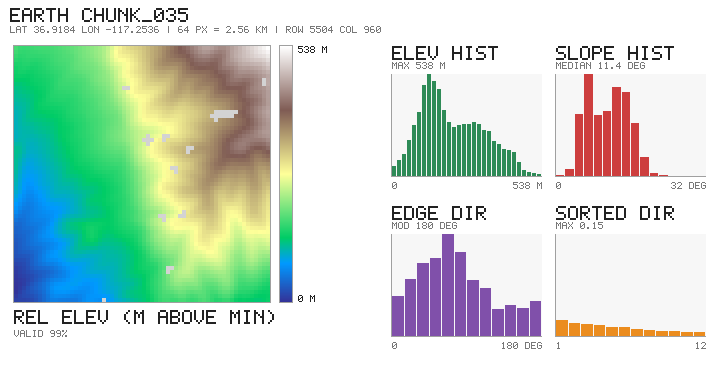 EARTH CHUNK_035
LAT 36.9184 LON -117.2536 | 64 PX = 2.56 KM | ROW 5504 COL 960
538 M
0 M
REL ELEV (M ABOVE MIN)
VALID 99%
ELEV HIST
MAX 538 M
0 538 M
SLOPE HIST
MEDIAN 11.4 DEG
0 32 DEG
EDGE DIR
MOD 180 DEG
0 180 DEG
SORTED DIR
MAX 0.15
1 12